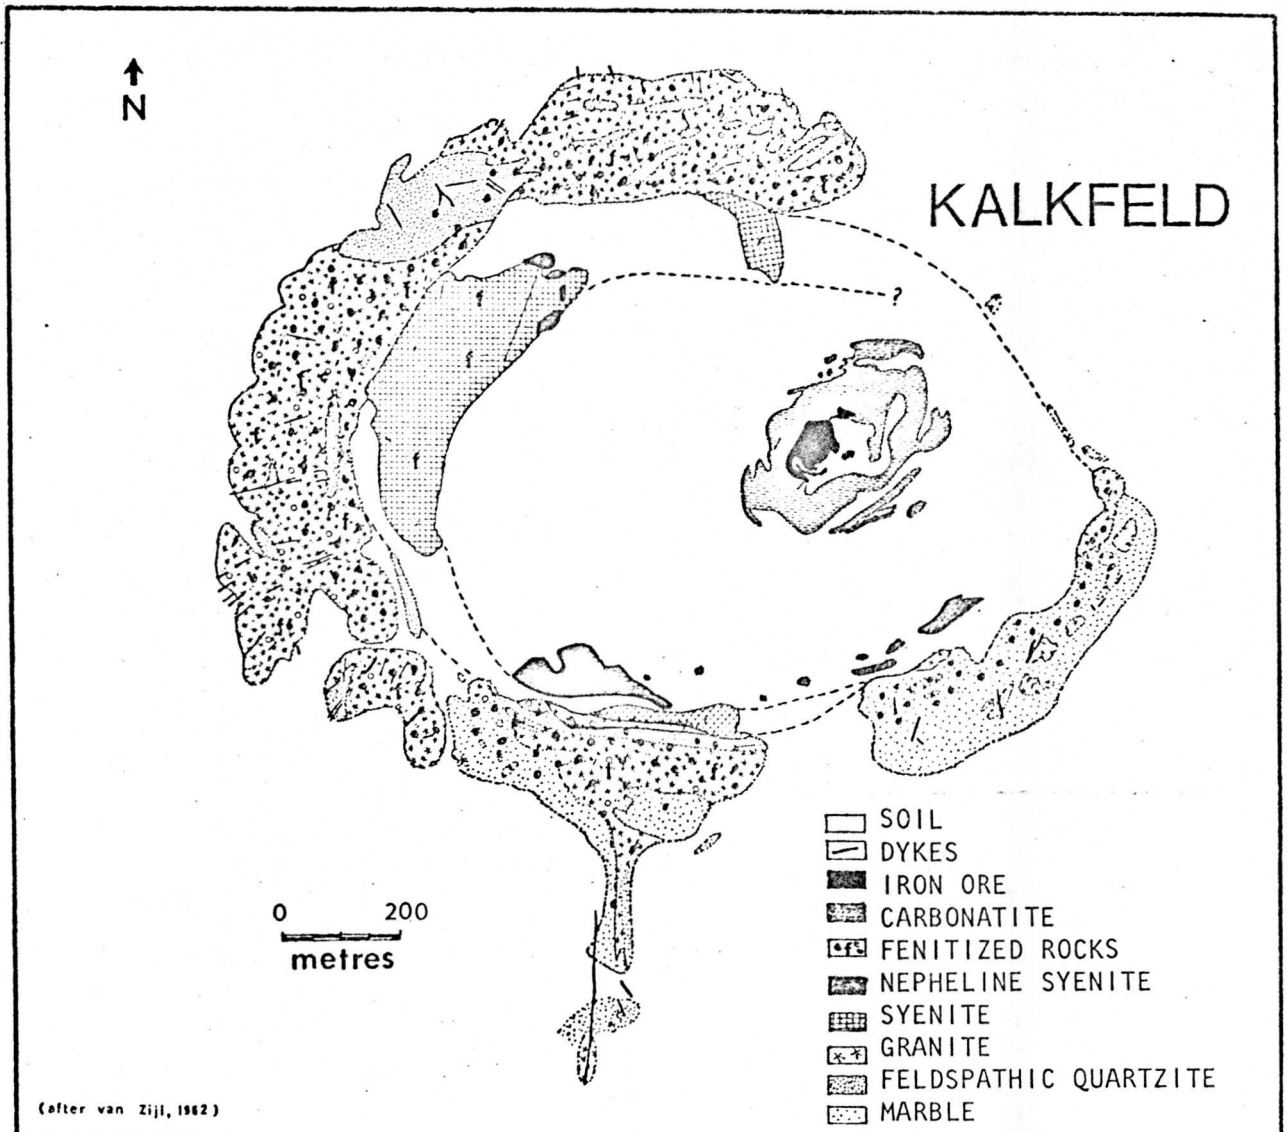 N
KALKFELD
f
f
f
f
?
SOIL
DYKES
IRON ORE
CARBONATITE
f FENITIZED ROCKS
NEPHELINE SYENITE
SYENITE
GRANITE
FELDSPATHIC QUARTZITE
MARBLE
0 200
metres
(after van Zijl, 1962)